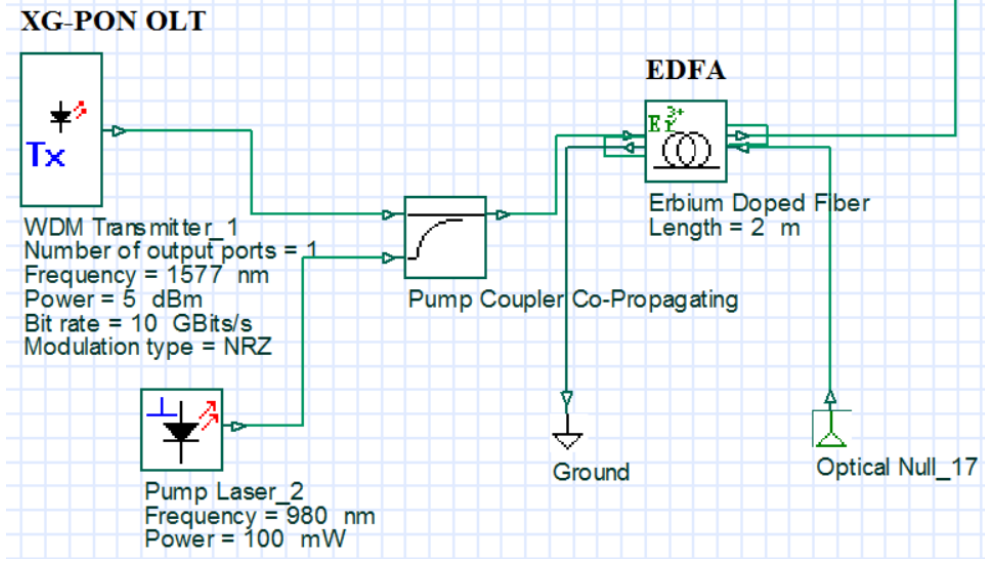 XG-PON OLT
Tx
WDM Transmitter_1
Number of output ports = 1
Frequency = 1577 nm
Power = 5 dBm
Bit rate = 10 GBits/s
Modulation type = NRZ
Pump Laser_2
Frequency = 980 nm
Power = 100 mW
Pump Coupler Co-Propagating
EDFA
Er 3+
Erbium Doped Fiber
Length = 2 m
Ground
Optical Null_17